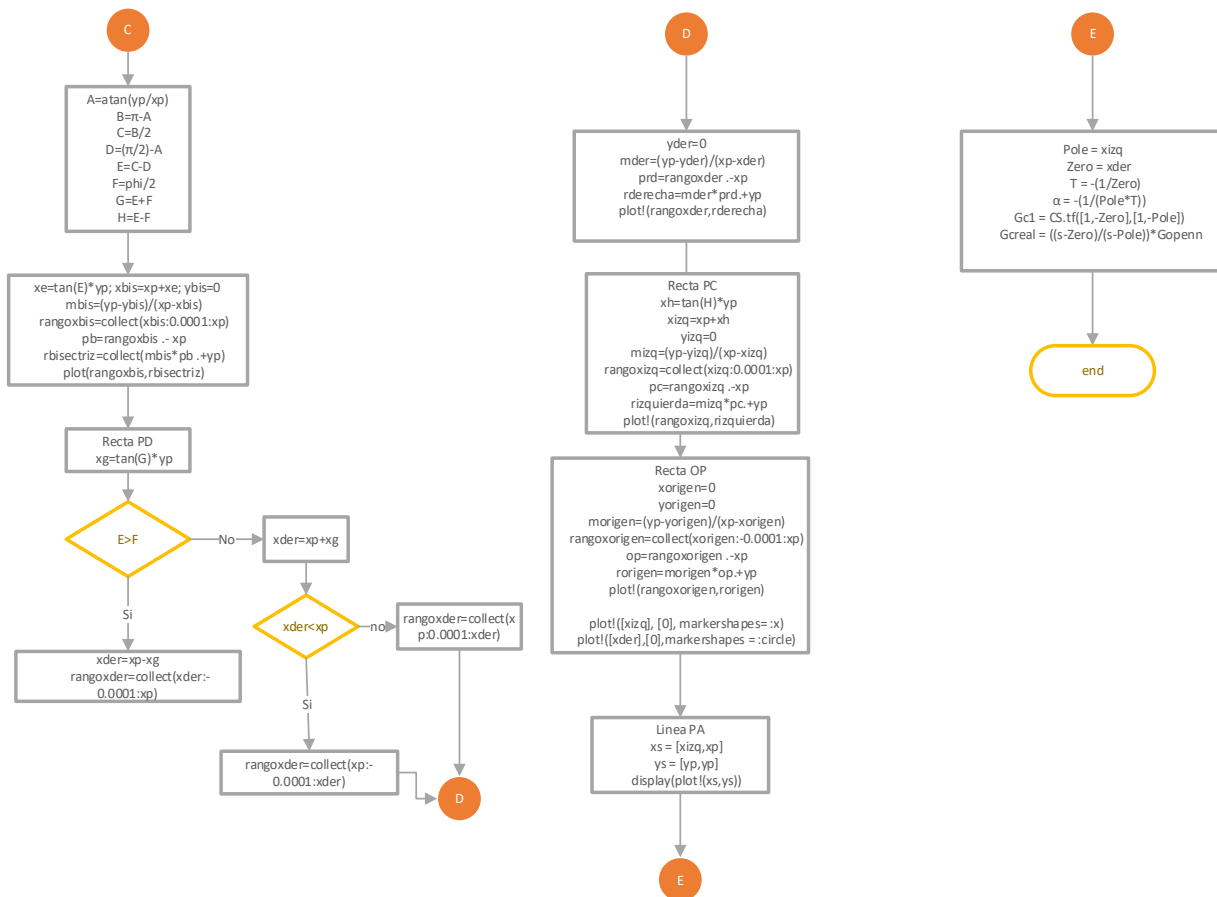 C
A=atan(yp/xp)
B=π-A
C=B/2
D=(π/2)-A
E=C-D
F=phi/2
G=E+F
H=E-F
xe=tan(E)*yp; xbis=xp+xe; ybis=0
mbis=(yp-ybis)/(xp-xbis)
rangoxbis=collect(xbis:0.0001:xp)
pb=rangoxbis .- xp
rbisectriz=collect(mbis*pb .+yp)
plot(rangoxbis,rbisectriz)
Recta PD
xg=tan(G)*yp
E>F
No
xder=xp+xg
Si
xder=xp-xg
rangoxder=collect(xder:-
0.0001:xp)
xder<xp
no
rangoxder=collect(x
p:0.0001:xder)
Si
rangoxder=collect(xp:-
0.0001:xder)
D
D
yder=0
mder=(yp-yder)/(xp-xder)
prd=rangoxder .-xp
rderecha=mder*prd.+yp
plot!(rangoxder,rderecha)
Recta PC
xh=tan(H)*yp
xizq=xp+xh
yizq=0
mizq=(yp-yizq)/(xp-xizq)
rangoxizq=collect(xizq:0.0001:xp)
pc=rangoxizq .-xp
rizquierda=mizq*pc.+yp
plot!(rangoxizq,rizquierda)
Recta OP
xorigen=0
yorigen=0
morigen=(yp-yorigen)/(xp-xorigen)
rangoxorigen=collect(xorigen:-0.0001:xp)
op=rangoxorigen .-xp
rorigen=morigen*op.+yp
plot!(rangoxorigen,rorigen)
plot!([xizq], [0], markershapes= :x)
plot!([xder],[0],markershapes = :circle)
Linea PA
xs = [xizq,xp]
ys = [yp,yp]
display(plot!(xs,ys))
E
E
Pole = xizq
Zero = xder
T = -(1/Zero)
α = -(1/(Pole*T))
Gc1 = CS.tf([1,-Zero],[1,-Pole])
Gcreal = ((s-Zero)/(s-Pole))*Gopenn
end